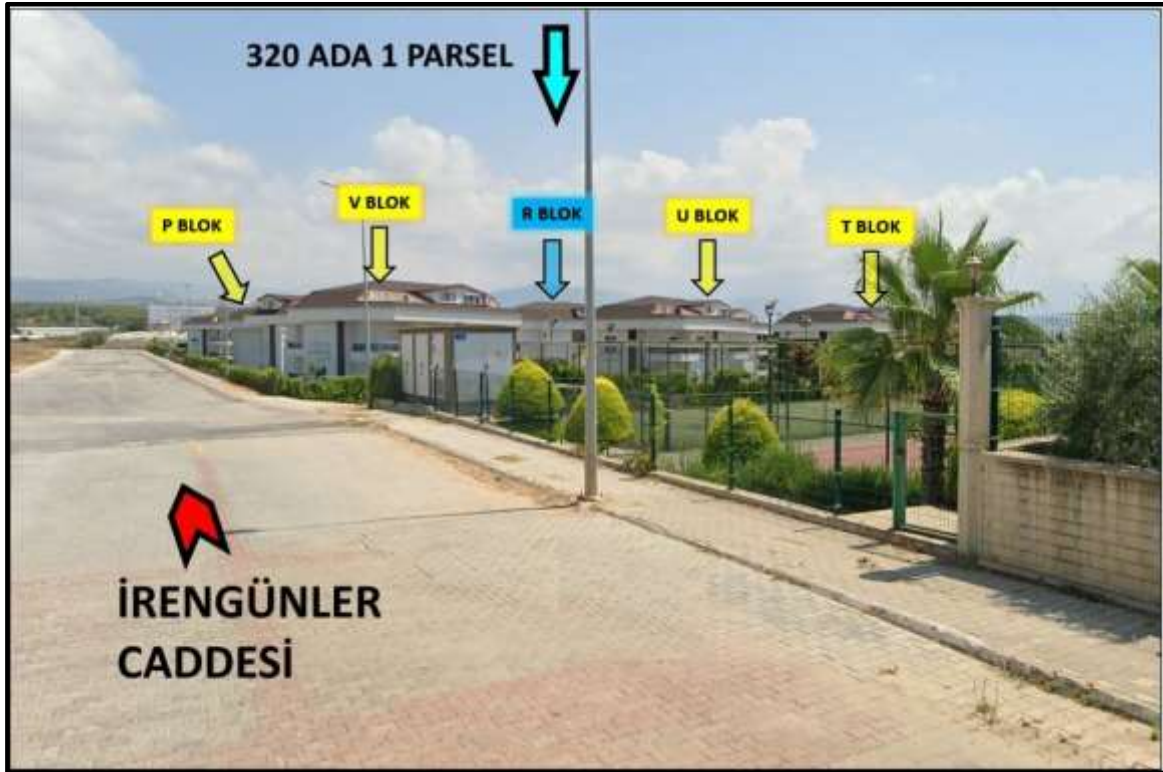 320 ADA 1 PARSEL
P BLOK
V BLOK
R BLOK
U BLOK
T BLOK
İRENGÜNLER
CADDESİ